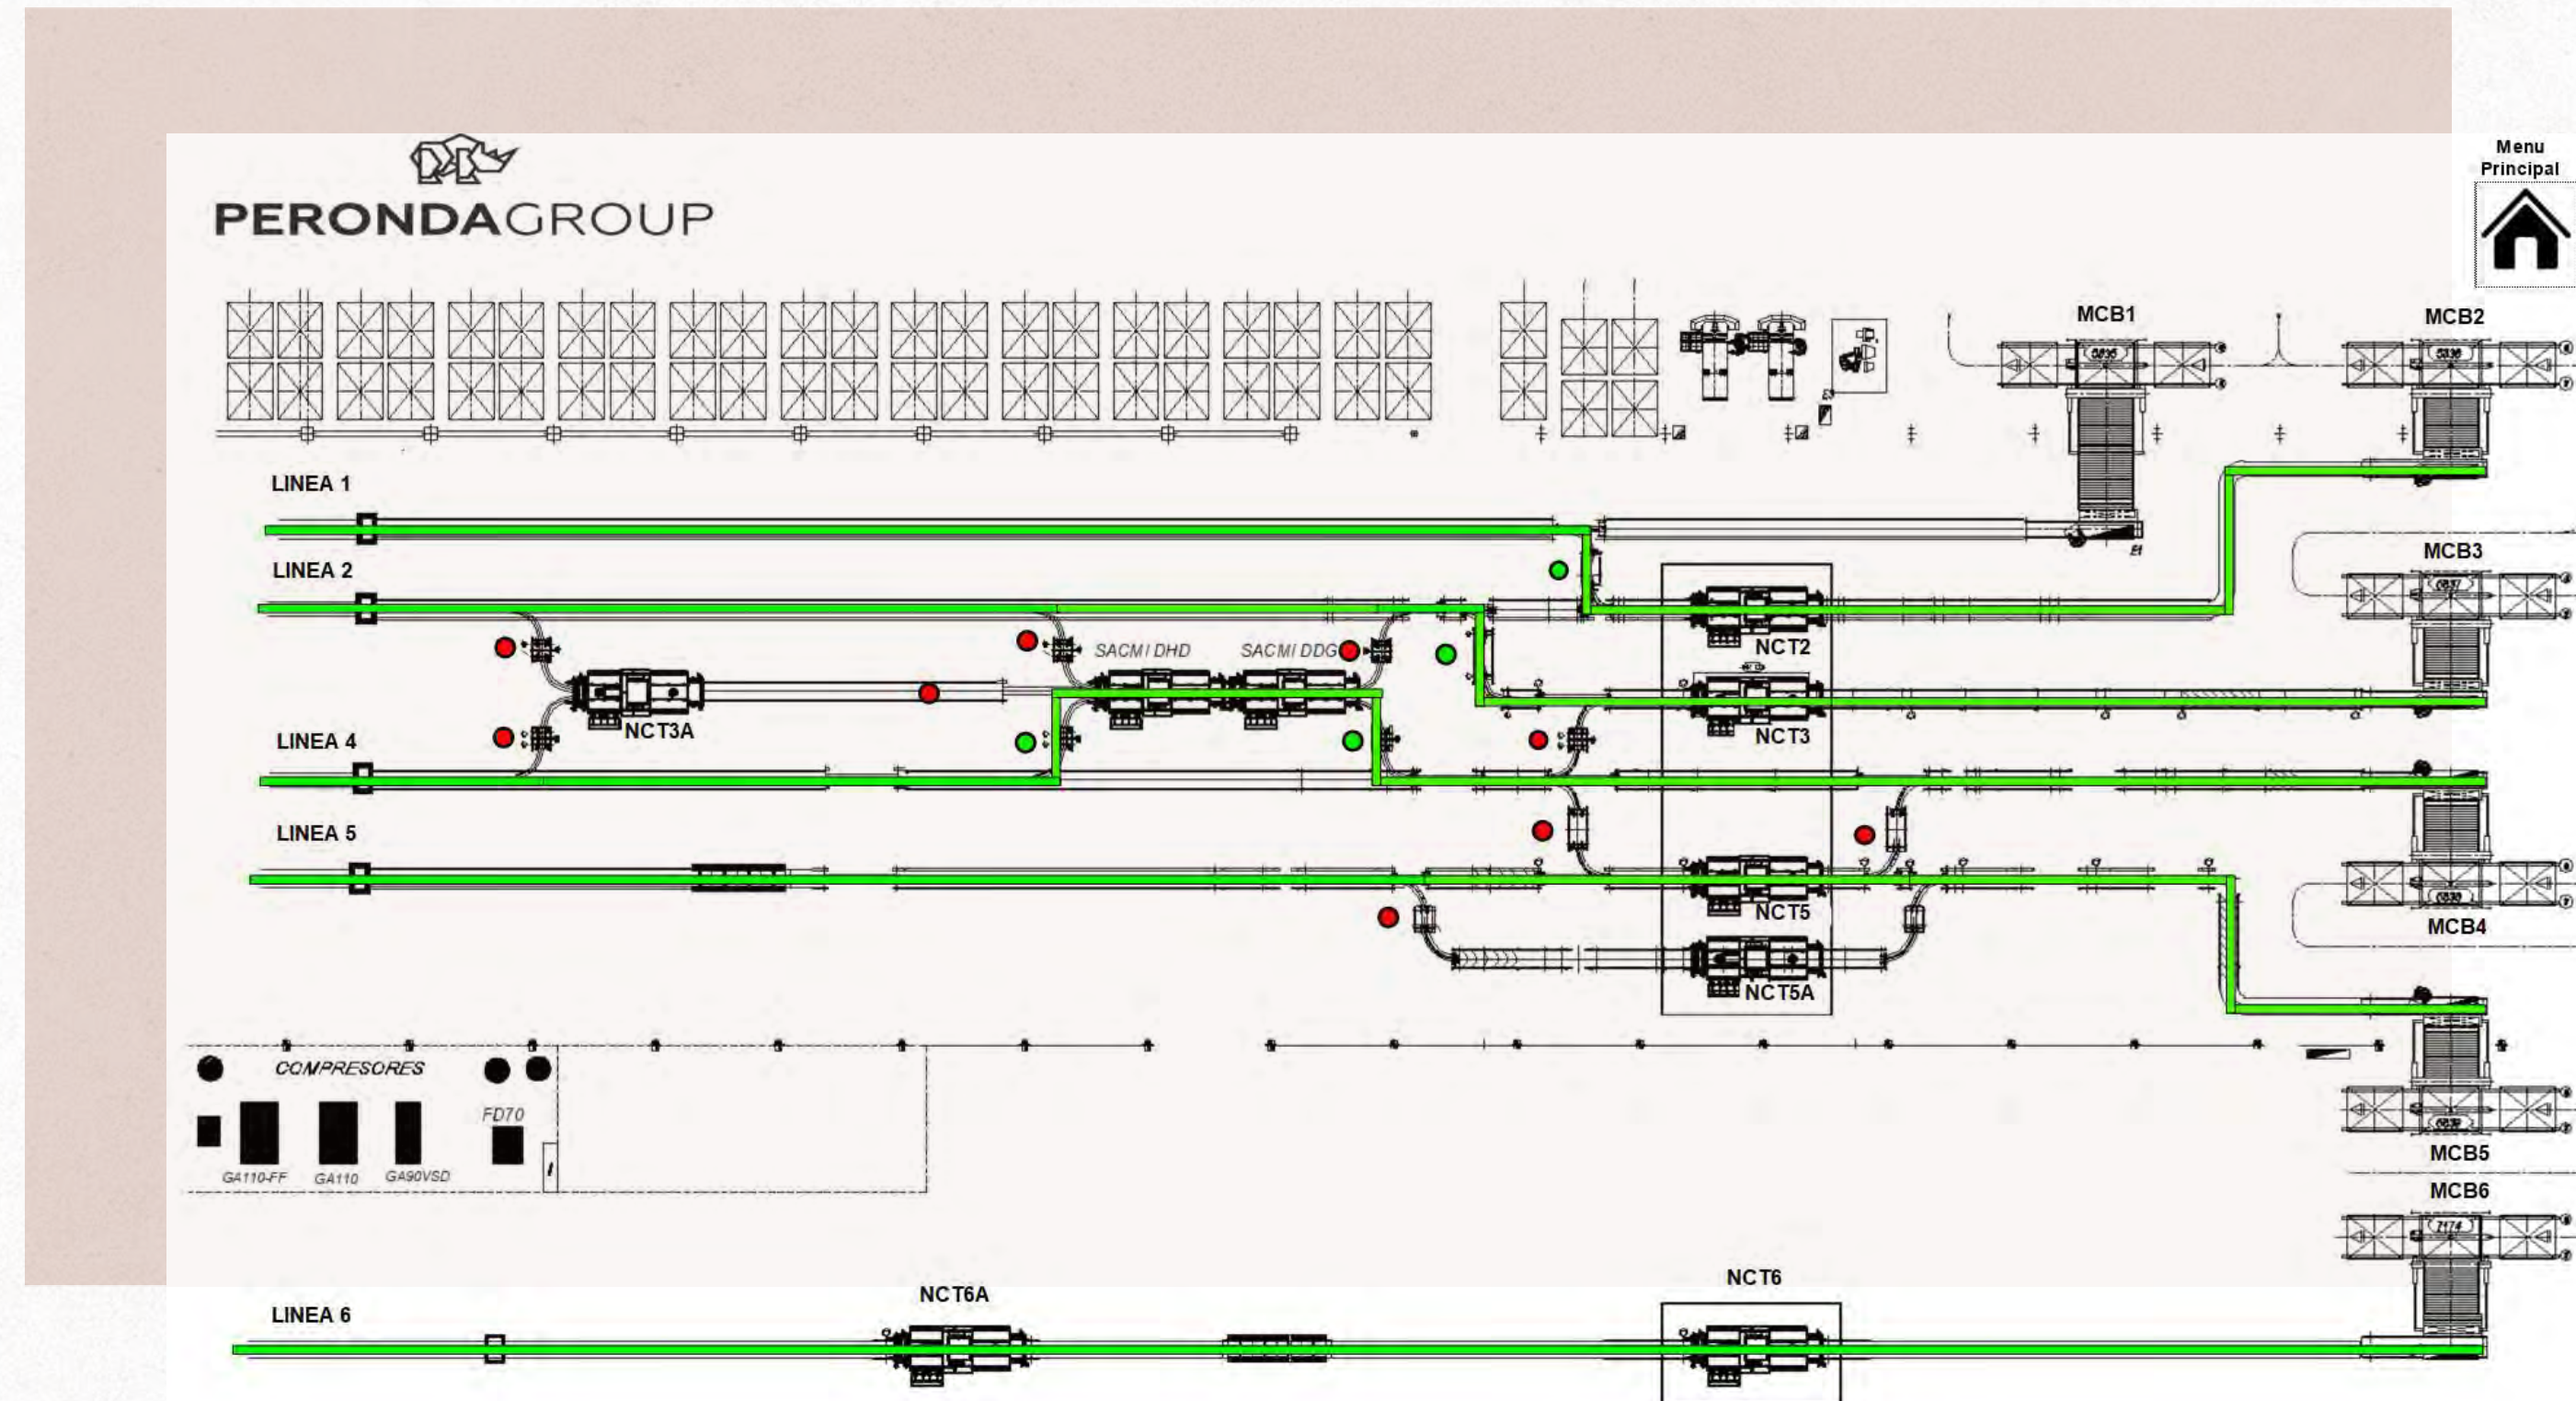 PERONDAGROUP
Menu
Principal
MCB1
MCB2
LINEA 1
LINEA 2
MCB3
SACMI DHD
SACMI DDG
NCT2
NCT3A
NCT3
LINEA 4
LINEA 5
NCT5
MCB4
NCT5A
COMPRESORES
FD70
GA110-FF
GA110
GA90VSD
MCB5
MCB6
7174
NCT6A
NCT6
LINEA 6